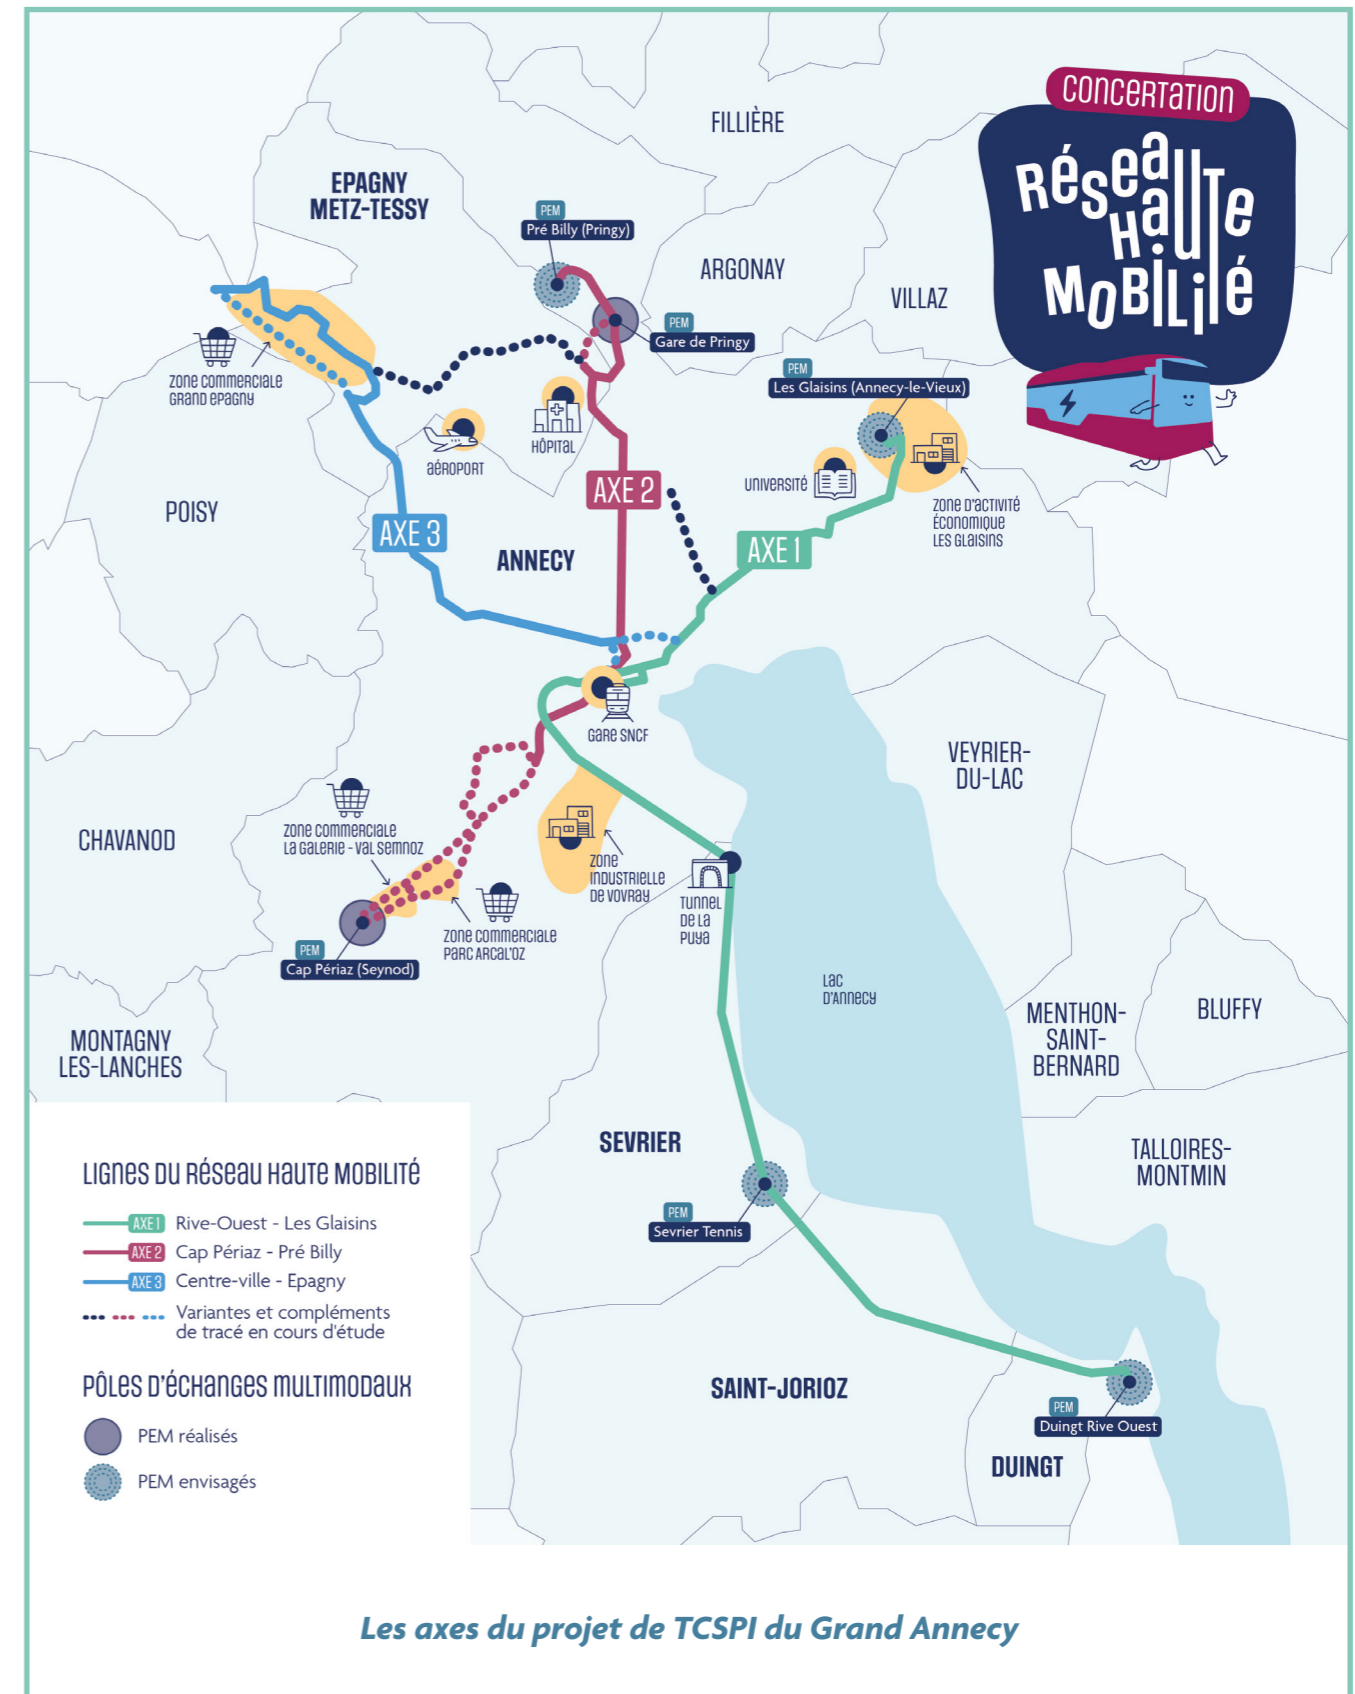 CONCERTATION
Réseau
Haute
MOBILité
FILLIÈRE
EPAGNY
METZ-TESSY
PEM
Pré Billy (Pringy)
ARGONAY
VILLAZ
PEM
Gare de Pringy
PEM
Les Glaisins (Annecy-le-Vieux)
ZONE COMMERCIALE
GRAND EPAGNY
HÔPITAL
AÉROPORT
UNIVERSITÉ
ZONE D'ACTIVITÉ
ÉCONOMIQUE
LES GLAISINS
POISY
AXE 2
AXE 3
AXE 1
ANNECY
GARE SNCF
VEYRIER-
DU-LAC
CHAVANOD
ZONE COMMERCIALE
LA GALERIE - VAL SEMNOZ
ZONE
INDUSTRIELLE
DE VOVRAY
TUNNEL
DE LA
PUYA
ZONE COMMERCIALE
PARC ARCAL'OZ
PEM
Cap Périaz (Seynod)
LAC
D'ANNECY
MENTHON-
SAINT-
BERNARD
BLUFFY
MONTAGNY
LES-LANCHES
SEVRIER
TALLOIRES-
MONTMIN
PEM
Sevrier Tennis
SAINT-JORIOZ
PEM
Duingt Rive Ouest
DUINGT
LIGNES DU RÉSEAU HAUTE MOBILITÉ
AXE 1 Rive-Ouest - Les Glaisins
AXE 2 Cap Périaz - Pré Billy
AXE 3 Centre-ville - Epagny
Variantes et compléments
de tracé en cours d'étude
PÔLES D'ÉCHANGES MULTIMODAUX
PEM réalisés
PEM envisagés
Les axes du projet de TCSPI du Grand Annecy